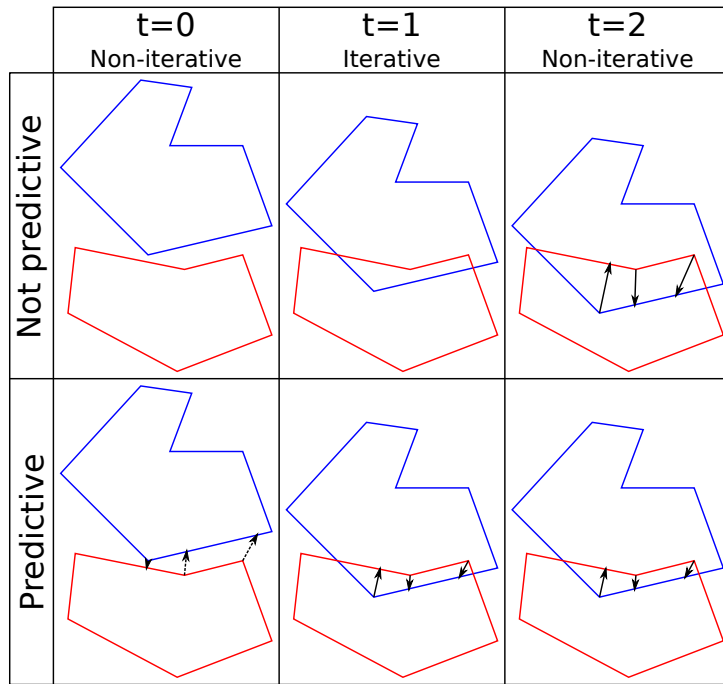 t=0
Non-iterative
t=1
Iterative
t=2
Non-iterative
Not predictive
Predictive